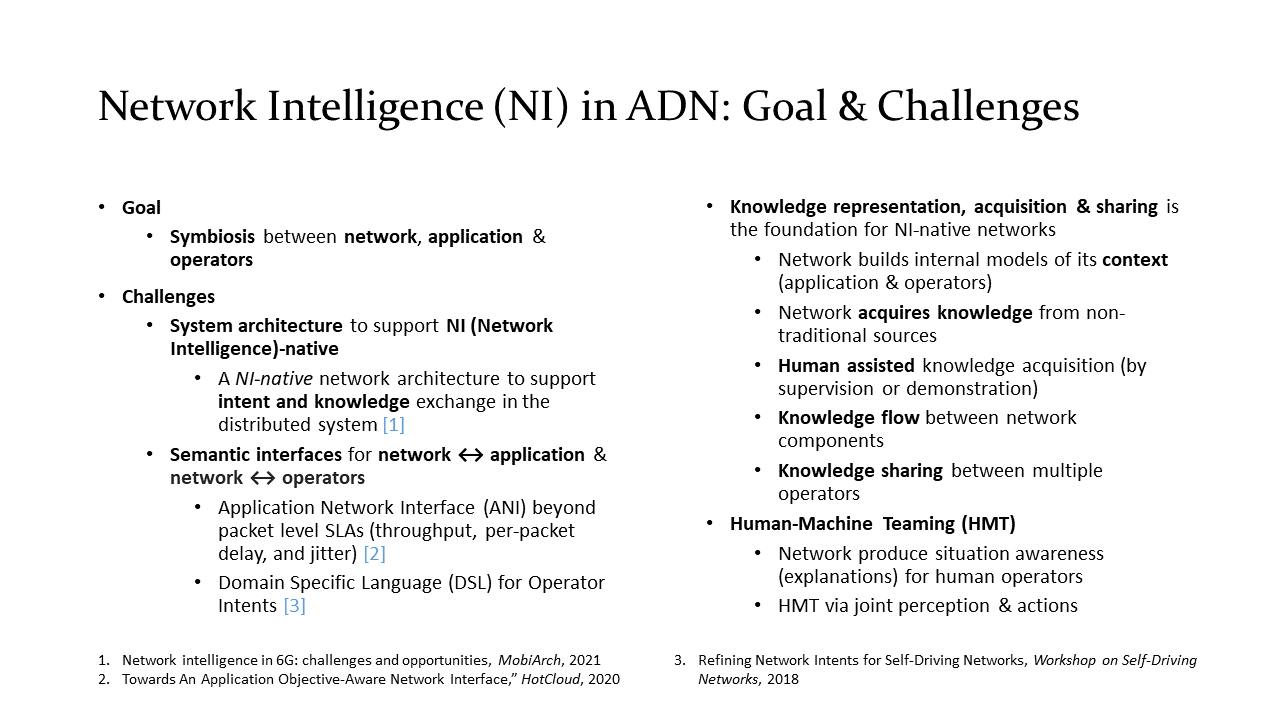 Network Intelligence (NI) in ADN: Goal & Challenges
• Goal
• Symbiosis between network, application &
operators
• Challenges
• System architecture to support NI (Network
Intelligence)-native
• A NI-native network architecture to support
intent and knowledge exchange in the
distributed system [1]
• Semantic interfaces for network ↔ application &
network ↔ operators
• Application Network Interface (ANI) beyond
packet level SLAs (throughput, per-packet
delay, and jitter) [2]
• Domain Specific Language (DSL) for Operator
Intents [3]
• Knowledge representation, acquisition & sharing is
the foundation for NI-native networks
• Network builds internal models of its context
(application & operators)
• Network acquires knowledge from non-
traditional sources
• Human assisted knowledge acquisition (by
supervision or demonstration)
• Knowledge flow between network
components
• Knowledge sharing between multiple
operators
• Human-Machine Teaming (HMT)
• Network produce situation awareness
(explanations) for human operators
• HMT via joint perception & actions
1. Network intelligence in 6G: challenges and opportunities, MobiArch, 2021
2. Towards An Application Objective-Aware Network Interface,” HotCloud, 2020
3. Refining Network Intents for Self-Driving Networks, Workshop on Self-Driving
Networks, 2018